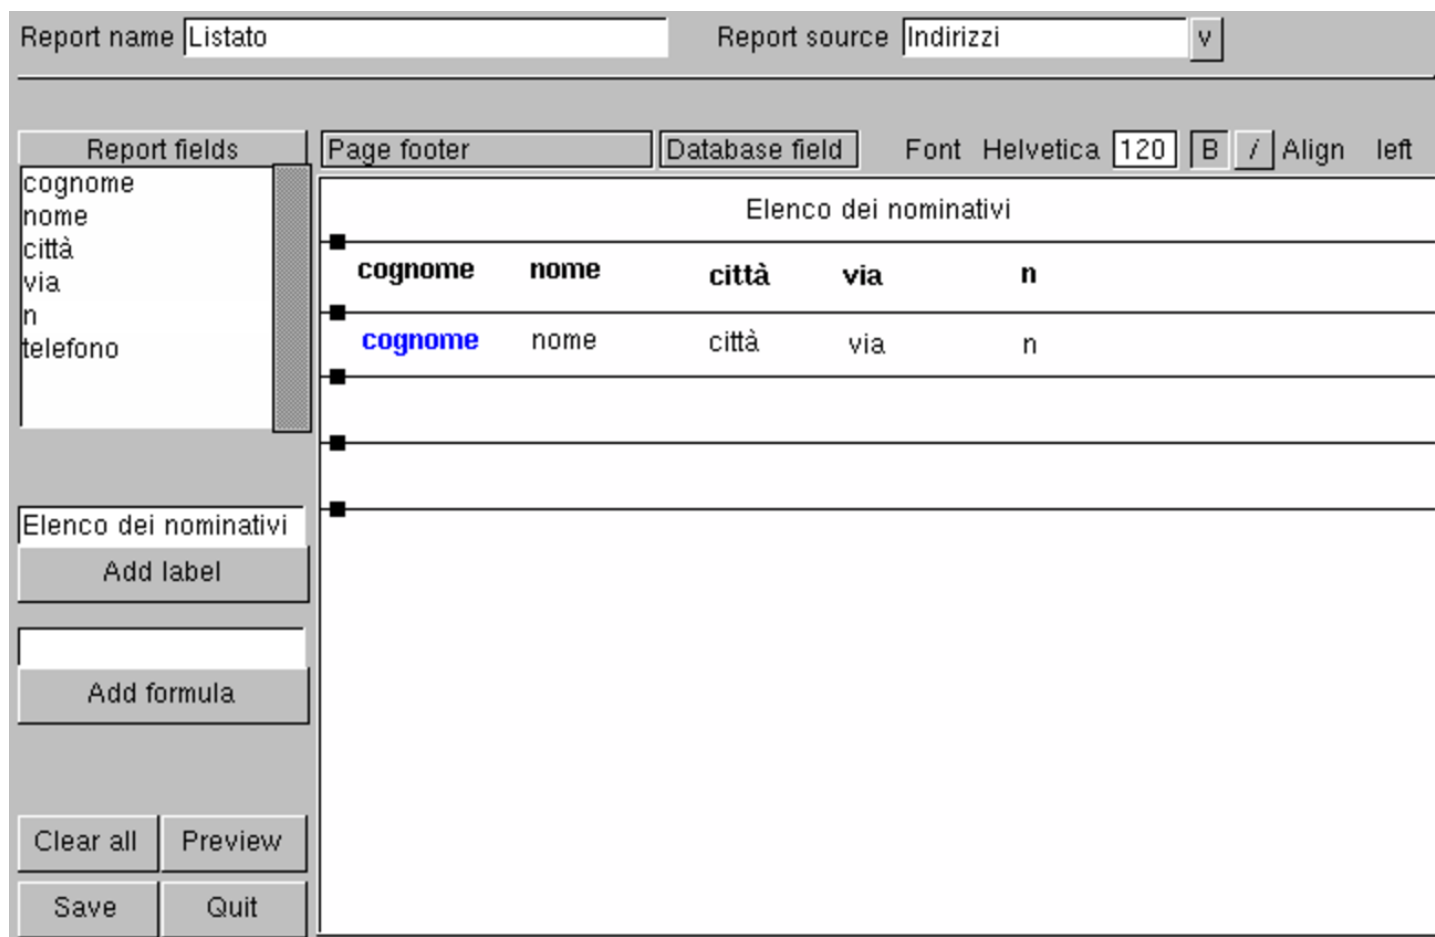 Report name Listato Report source Indirizzi v
Report fields Page footer Database field Font Helvetica 120 B i Align left
cognome
nome
città
via
n
telefono
Elenco dei nominativi
cognome nome città via n
cognome nome città via n
Elenco dei nominativi
Add label
Add formula
Clear all Preview
Save Quit